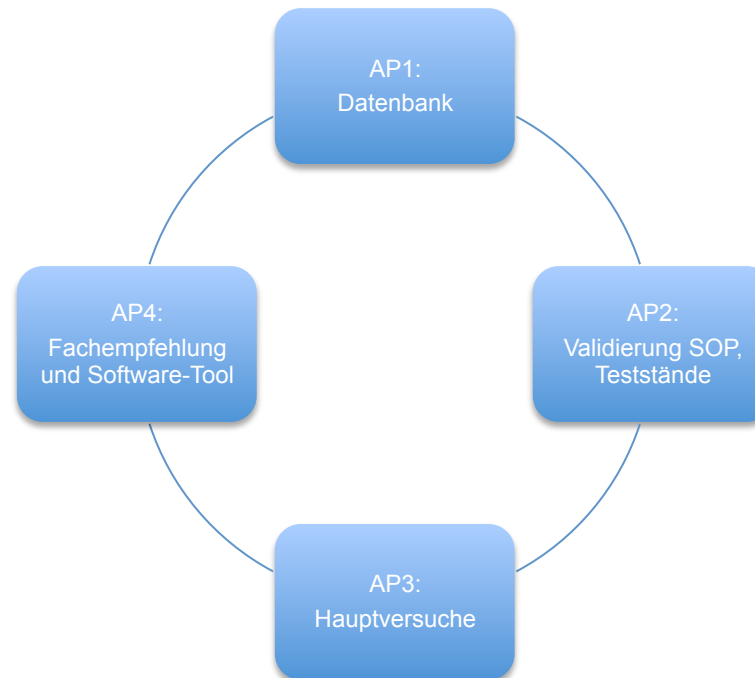 AP1:
Datenbank
AP4:
Fachempfehlung
und Software-Tool
AP2:
Validierung SOP,
Teststände
AP3:
Hauptversuche